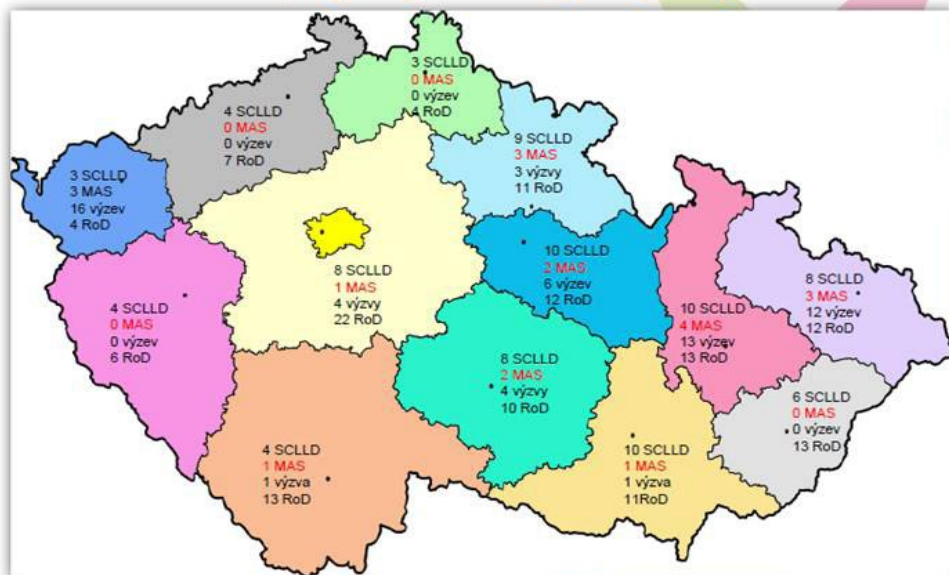 3 SCLLD
0 MAS
0 výzev
4 RoD
4 SCLLD
0 MAS
0 výzev
7 RoD
9 SCLLD
3 MAS
3 výzvy
11 RoD
3 SCLLD
3 MAS
16 výzev
4 RoD
10 SCLLD
2 MAS
6 výzev
12 RoD
8 SCLLD
1 MAS
4 výzvy
22 RoD
8 SCLLD
3 MAS
12 výzev
12 RoD
4 SCLLD
0 MAS
0 výzev
6 RoD
10 SCLLD
4 MAS
13 výzev
13 RoD
8 SCLLD
2 MAS
4 výzvy
10 RoD
6 SCLLD
0 MAS
0 výzev
13 RoD
4 SCLLD
1 MAS
1 výzva
13 RoD
10 SCLLD
1 MAS
1 výzva
11RoD